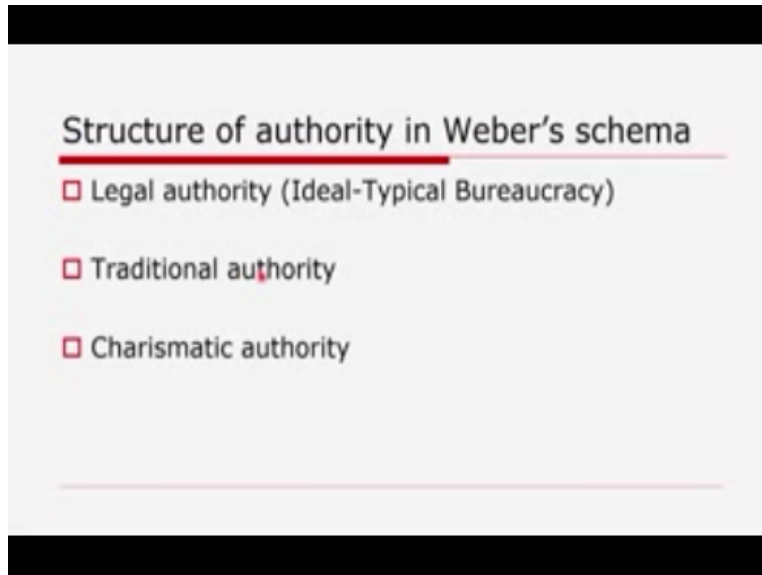 Structure of authority in Weber's schema
Legal authority (Ideal-Typical Bureaucracy)
Traditional authority
Charismatic authority